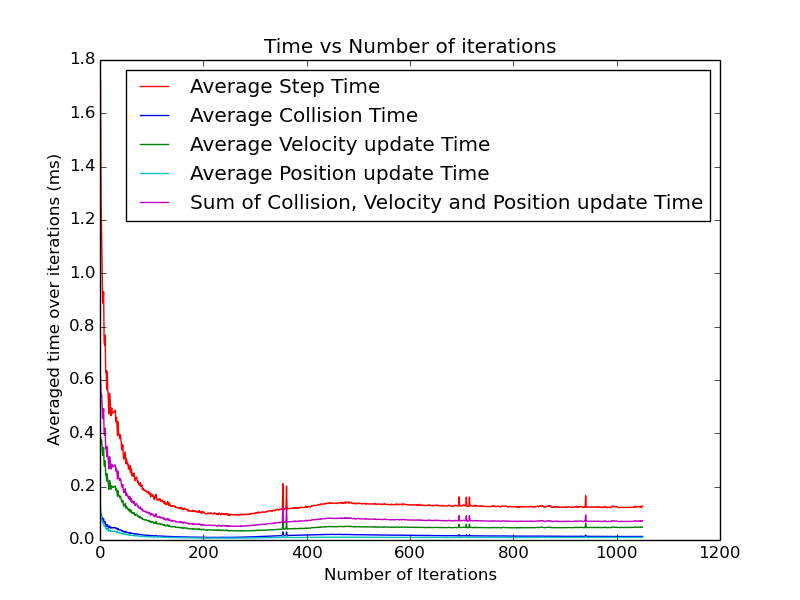 Time vs Number of iterations
1.8
1.6
1.4
1.2
1.0
0.8
0.6
0.4
0.2
0.0
Averaged time over iterations (ms)
Average Step Time
Average Collision Time
Average Velocity update Time
Average Position update Time
Sum of Collision, Velocity and Position update Time
0 200 400 600 800 1000 1200
Number of Iterations